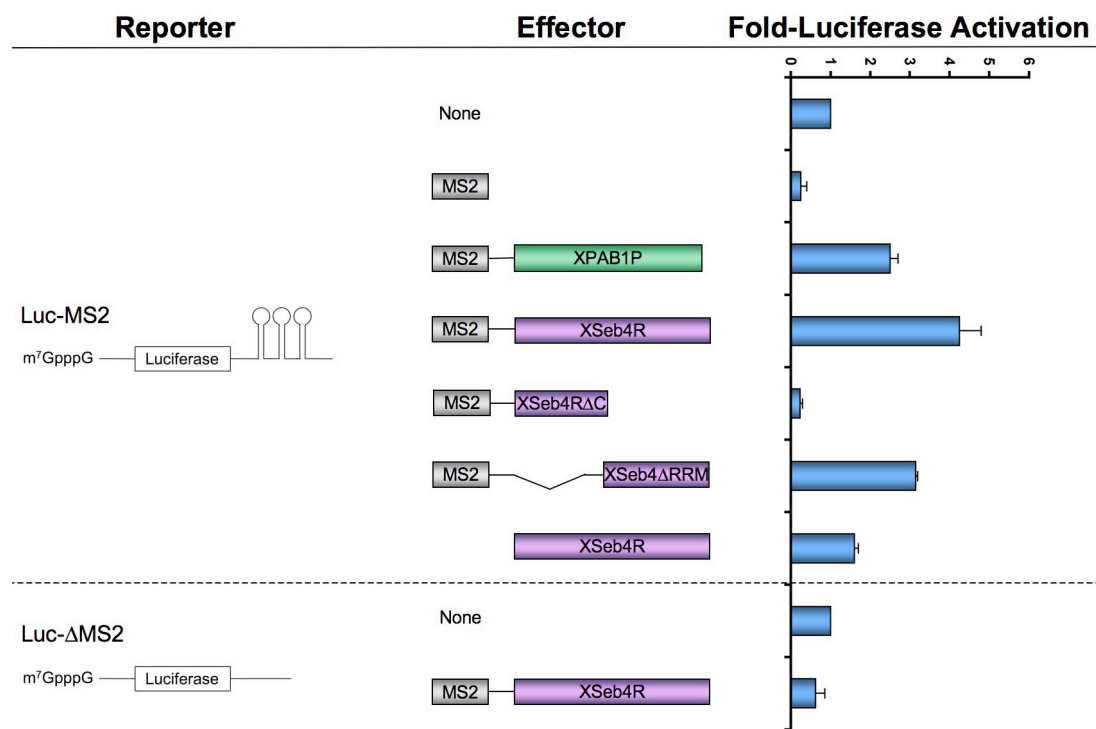 Reporter Effector Fold-Luciferase Activation
0 1 2 3 4 5 6
None
MS2
MS2 XPAB1P
Luc-MS2
MS2 XSeb4R
m⁷GpppG Luciferase
MS2 XSeb4RΔC
MS2 XSeb4ΔRRM
XSeb4R
None
Luc-ΔMS2
m⁷GpppG Luciferase
MS2 XSeb4R